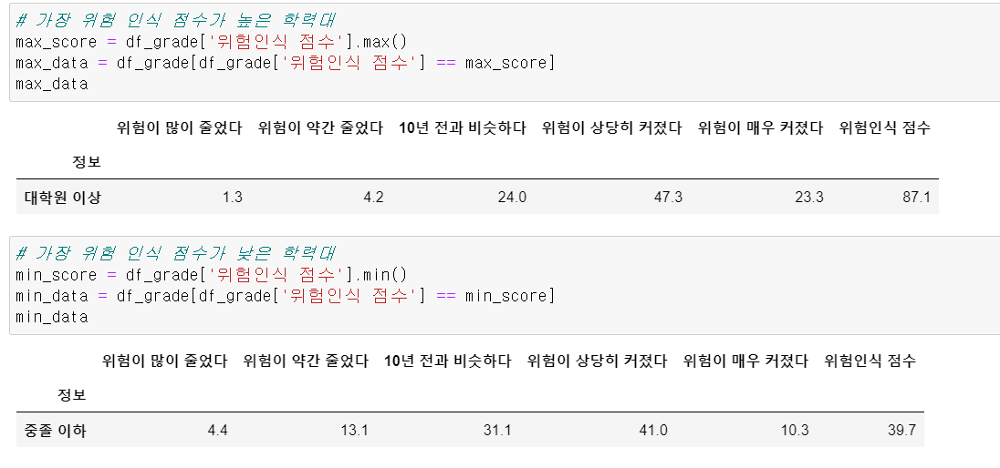 # 가장 위험 인식 점수가 높은 학력대
max_score = df_grade['위험인식 점수'].max()
max_data = df_grade[df_grade['위험인식 점수'] == max_score]
max_data
위험이 많이 줄었다 위험이 약간 줄었다 10년 전과 비슷하다 위험이 상당히 커졌다 위험이 매우 커졌다 위험인식 점수
정보
대학원 이상 1.3 4.2 24.0 47.3 23.3 87.1
# 가장 위험 인식 점수가 낮은 학력대
min_score = df_grade['위험인식 점수'].min()
min_data = df_grade[df_grade['위험인식 점수'] == min_score]
min_data
위험이 많이 줄었다 위험이 약간 줄었다 10년 전과 비슷하다 위험이 상당히 커졌다 위험이 매우 커졌다 위험인식 점수
정보
중졸 이하 4.4 13.1 31.1 41.0 10.3 39.7